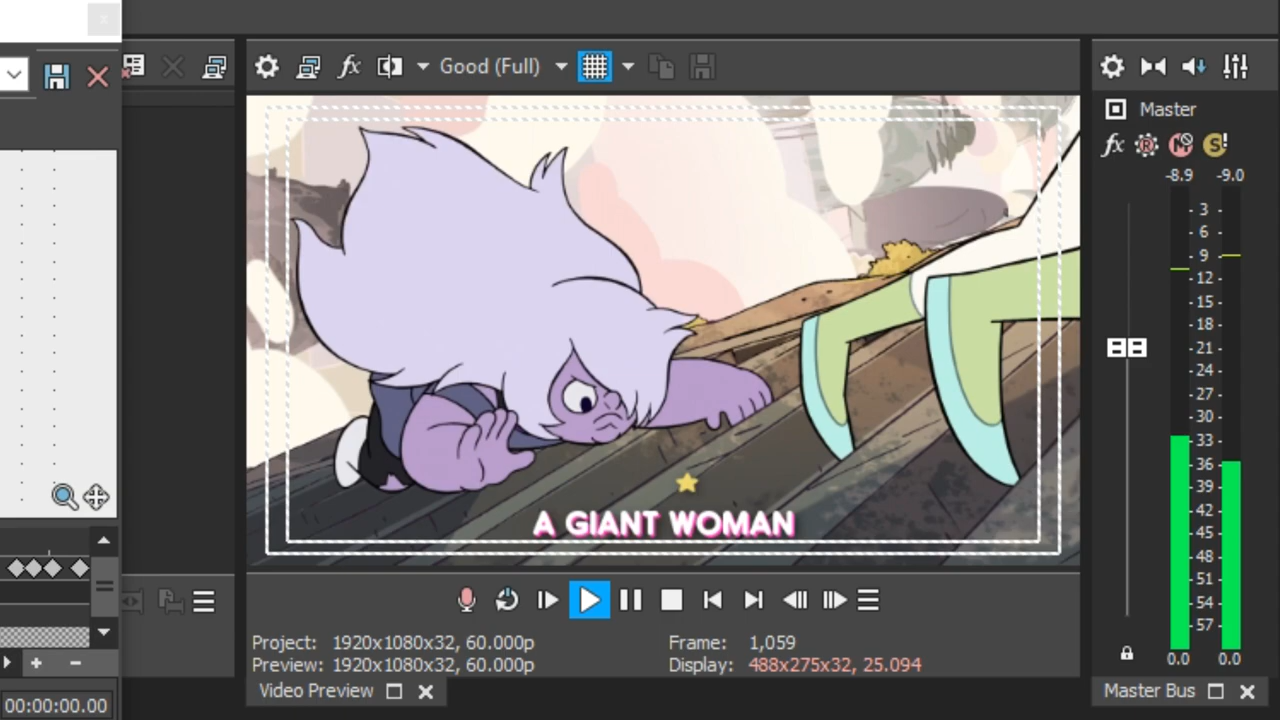 fx
Good (Full)
Master
fx
R
M
S!
-8.9 -9.0
3
6
9
12
15
18
21
24
27
30
33
36
39
42
45
48
51
54
57
0.0 0.0
A GIANT WOMAN
Project: 1920x1080x32, 60.000p
Frame: 1,059
Preview: 1920x1080x32, 60.000p
Display: 488x275x32, 25.094
Video Preview
Master Bus
00:00:00.00